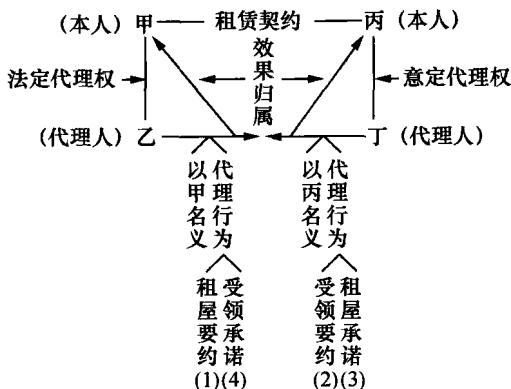 (本人)甲 租赁契约 丙(本人)
法定代理权 效果归属 意定代理权
(代理人)乙 丁(代理人)
以甲名义 代理行为 以丙名义 代理行为
租屋要约 受领承诺 受领要约 租屋承诺
(1)(4) (2)(3)